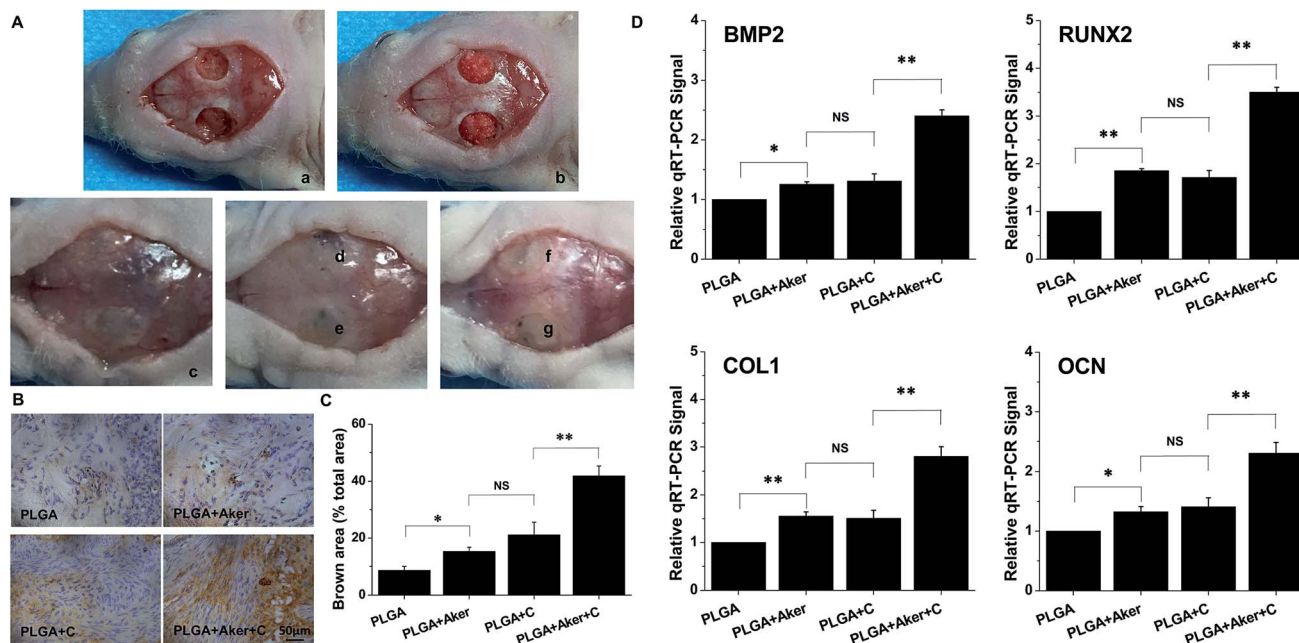 A
a
b
c
d
e
f
g
B
PLGA
PLGA+Aker
PLGA+C
PLGA+Aker+C
50μm
C
Brown area (% total area)
60
40
20
0
*
NS
**
PLGA
PLGA+Aker
PLGA+C
PLGA+Aker+C
D
BMP2
Relative qRT-PCR Signal
4
3
2
1
0
*
NS
**
PLGA
PLGA+Aker
PLGA+C
PLGA+Aker+C
RUNX2
Relative qRT-PCR Signal
5
4
3
2
1
0
**
NS
**
PLGA
PLGA+Aker
PLGA+C
PLGA+Aker+C
COL1
Relative qRT-PCR Signal
5
4
3
2
1
0
**
NS
**
PLGA
PLGA+Aker
PLGA+C
PLGA+Aker+C
OCN
Relative qRT-PCR Signal
4
3
2
1
0
*
NS
**
PLGA
PLGA+Aker
PLGA+C
PLGA+Aker+C